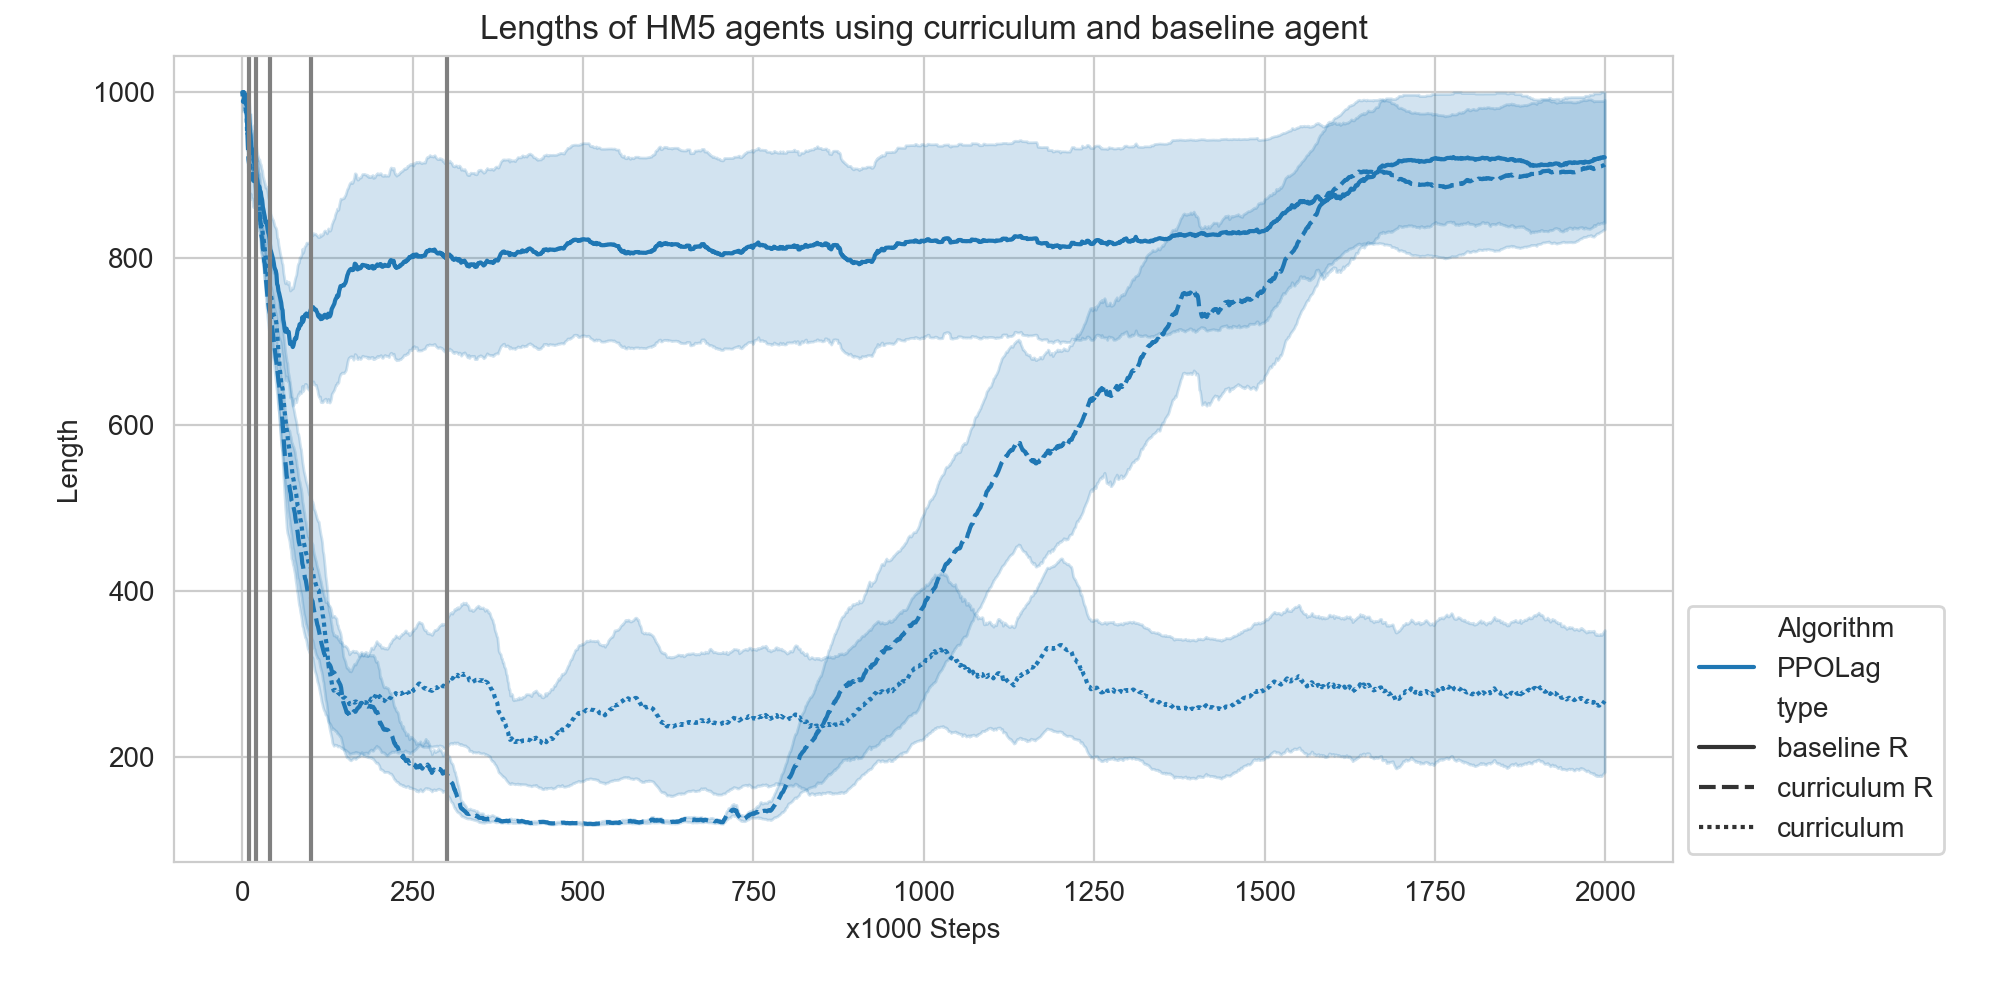 Lengths of HM5 agents using curriculum and baseline agent
1000
800
600
400
200
Length
0 250 500 750 1000 1250 1500 1750 2000
x1000 Steps
Algorithm
PPOLag
type
baseline R
curriculum R
curriculum